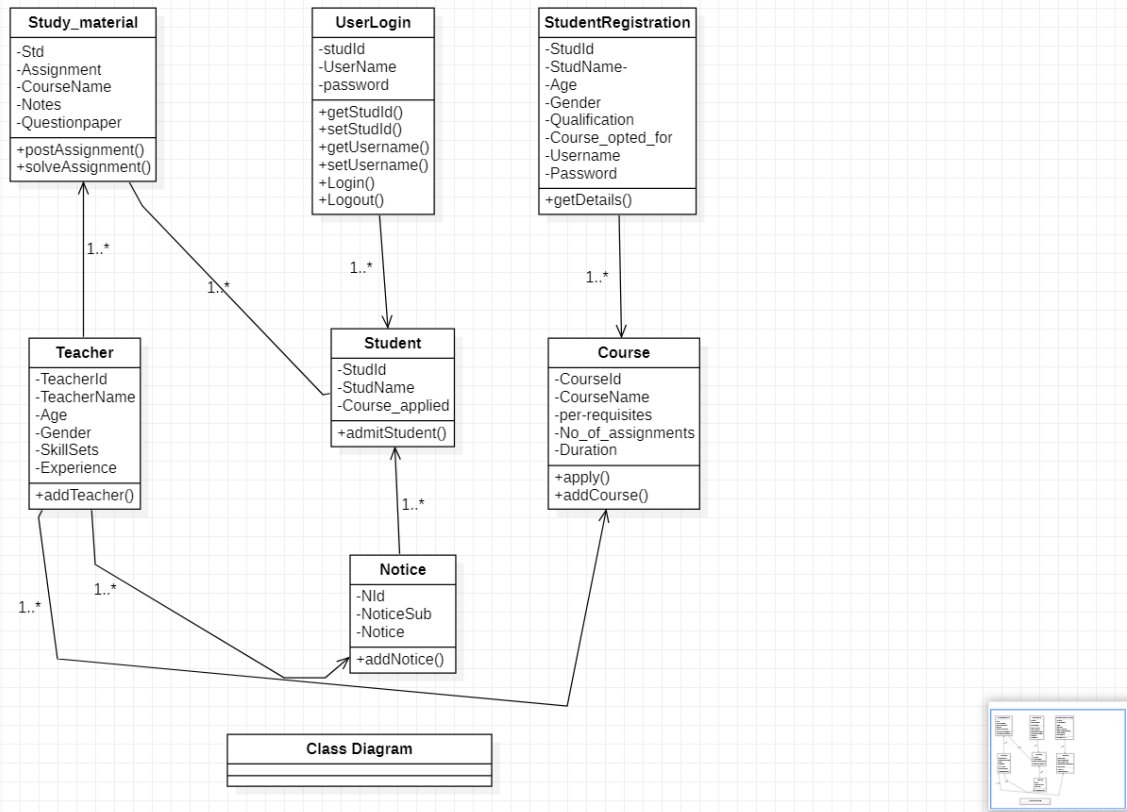 Study_material
-Std
-Assignment
-CourseName
-Notes
-Questionpaper
+postAssignment()
+solveAssignment()
UserLogin
-studId
-UserName
-password
+getStudId()
+setStudId()
+getUsername()
+setUsername()
+Login()
+Logout()
StudentRegistration
-StudId
-StudName-
-Age
-Gender
-Qualification
-Course_opted_for
-Username
-Password
+getDetails()
1..*
1..*
1..*
1..*
Teacher
-TeacherId
-TeacherName
-Age
-Gender
-SkillSets
-Experience
+addTeacher()
Student
-StudId
-StudName
-Course_applied
+admitStudent()
Course
-CourseId
-CourseName
-per-requisites
-No_of_assignments
-Duration
+apply()
+addCourse()
1..*
1..*
1..*
Notice
-NId
-NoticeSub
-Notice
+addNotice()
Class Diagram